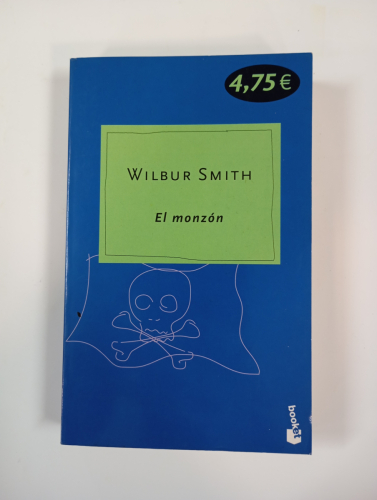 4,75€
WILBUR SMITH
El monzón
booket